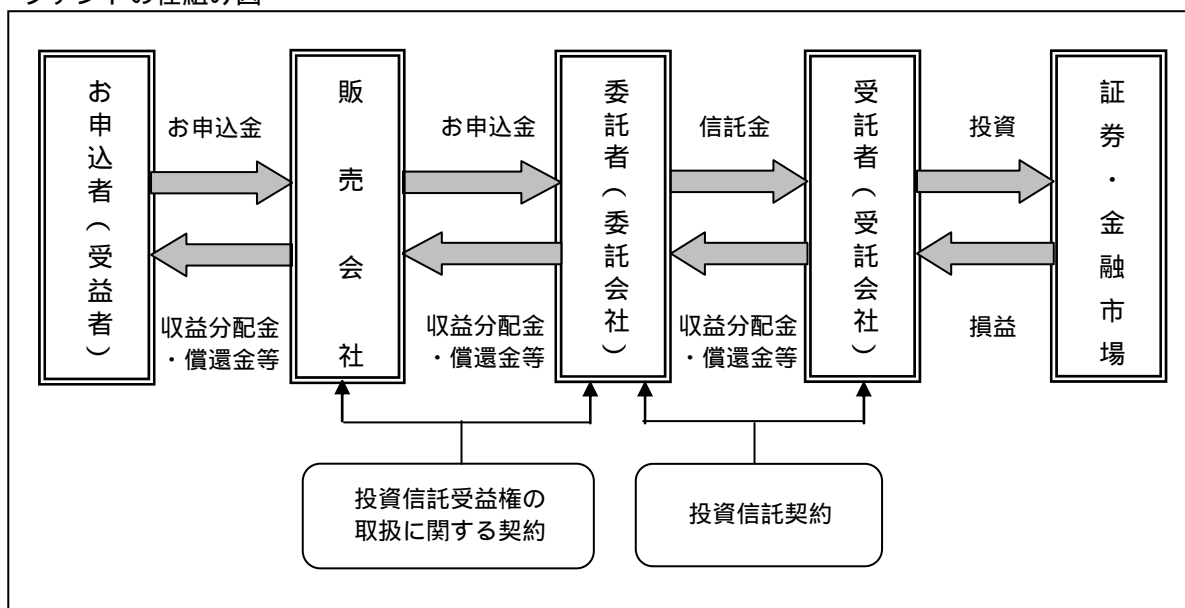 ファンドの仕組み図
お申込者(受益者)
お申込金
収益分配金
・償還金等
販売会社
お申込金
収益分配金
・償還金等
委託者(委託会社)
信託金
収益分配金
・償還金等
受託者(受託会社)
投資
損益
証券・金融市場
投資信託受益権の
取扱に関する契約
投資信託契約